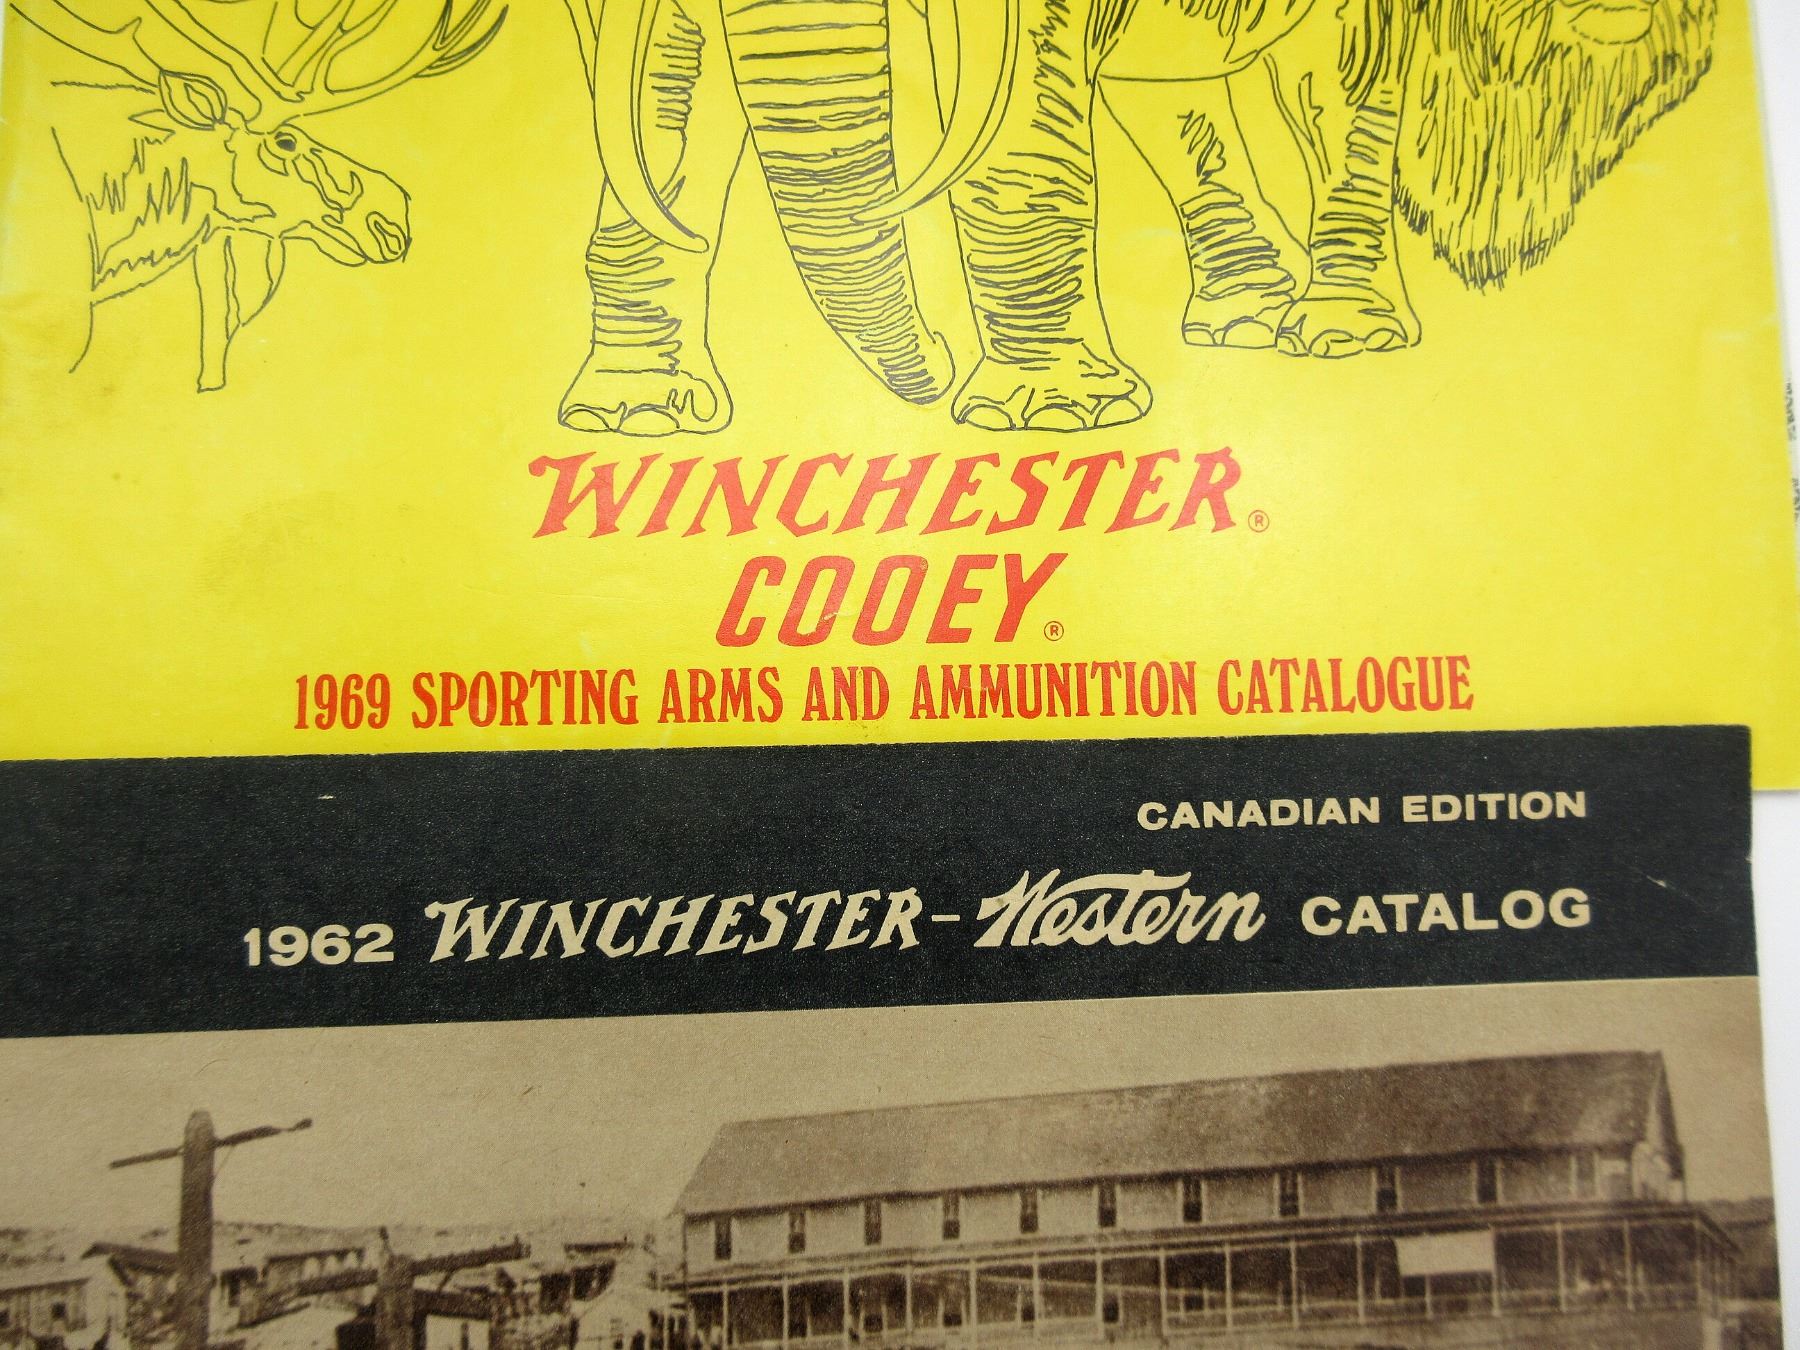 WINCHESTER®
COOEY®
1969 SPORTING ARMS AND AMMUNITION CATALOGUE
CANADIAN EDITION
1962 WINCHESTER-Western CATALOG